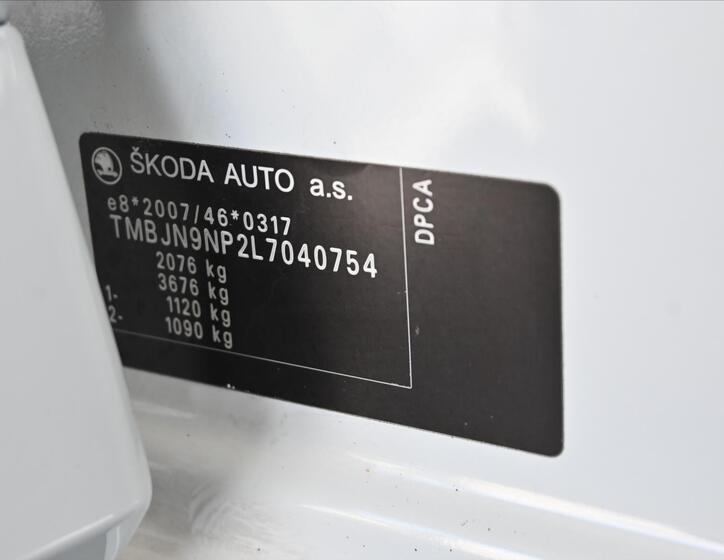 ŠKODA AUTO a.s.
e8*2007/46*0317
TMBJN9NP2L7040754
2076 kg
3676 kg
1- 1120 kg
2- 1090 kg
DPCA